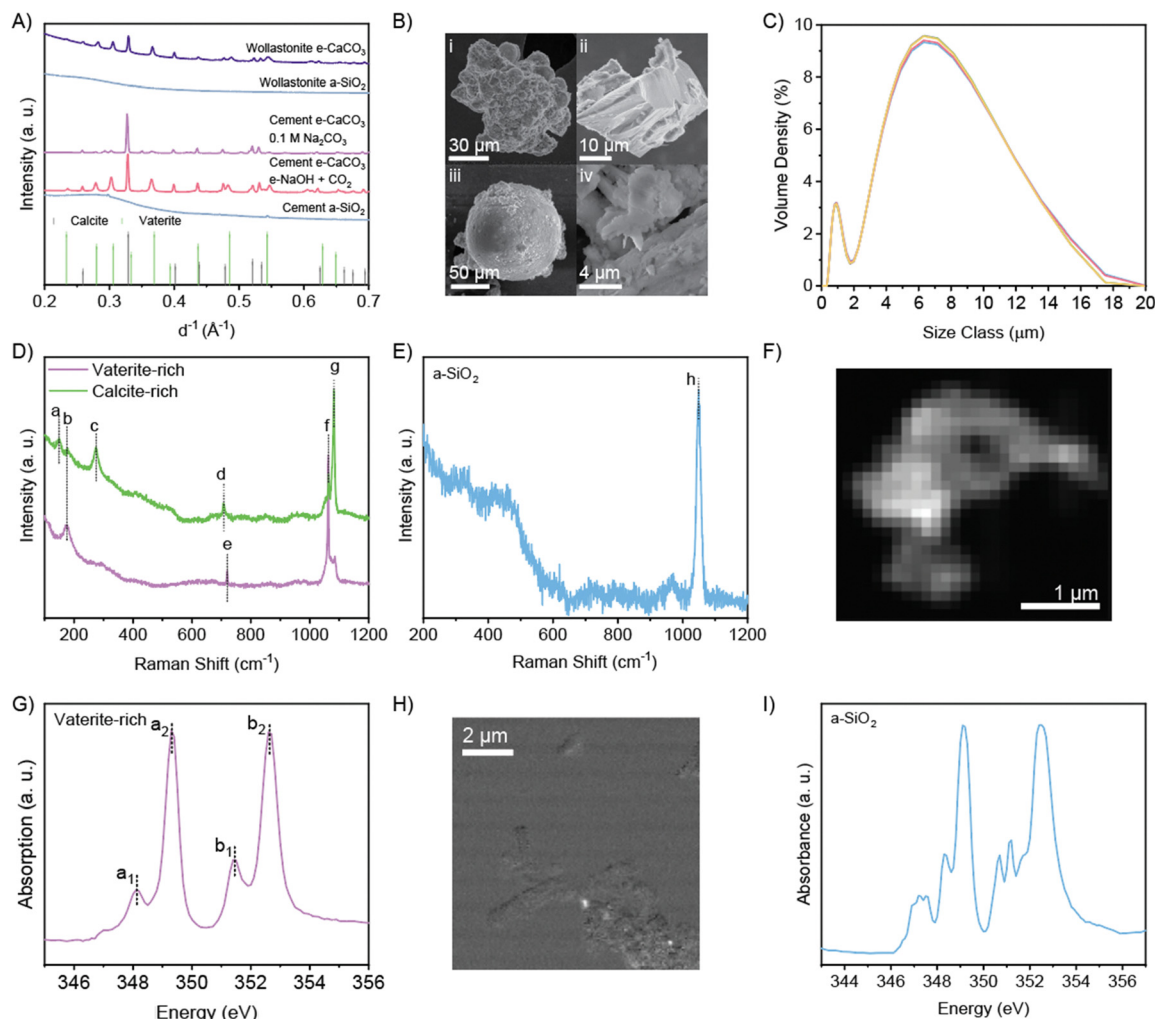 A)
Intensity (a. u.)
Wollastonite e-CaCO₃
Wollastonite a-SiO₂
Cement e-CaCO₃
0.1 M Na₂CO₃
Cement e-CaCO₃
e-NaOH + CO₂
Cement a-SiO₂
Calcite Vaterite
0.2 0.3 0.4 0.5 0.6 0.7
d⁻¹ (Å⁻¹)
B)
i
30 µm
ii
10 µm
iii
50 µm
iv
4 µm
C)
Volume Density (%)
10
8
6
4
2
0
0 2 4 6 8 10 12 14 16 18 20
Size Class (µm)
D)
Intensity (a. u.)
Vaterite-rich
Calcite-rich
a
b
c
d
e
f
g
200 400 600 800 1000 1200
Raman Shift (cm⁻¹)
E)
Intensity (a. u.)
a-SiO₂
h
200 400 600 800 1000 1200
Raman Shift (cm⁻¹)
F)
1 µm
G)
Absorption (a. u.)
Vaterite-rich
a₁
a₂
b₁
b₂
346 348 350 352 354 356
Energy (eV)
H)
2 µm
I)
Absorbance (a. u.)
a-SiO₂
344 346 348 350 352 354 356
Energy (eV)